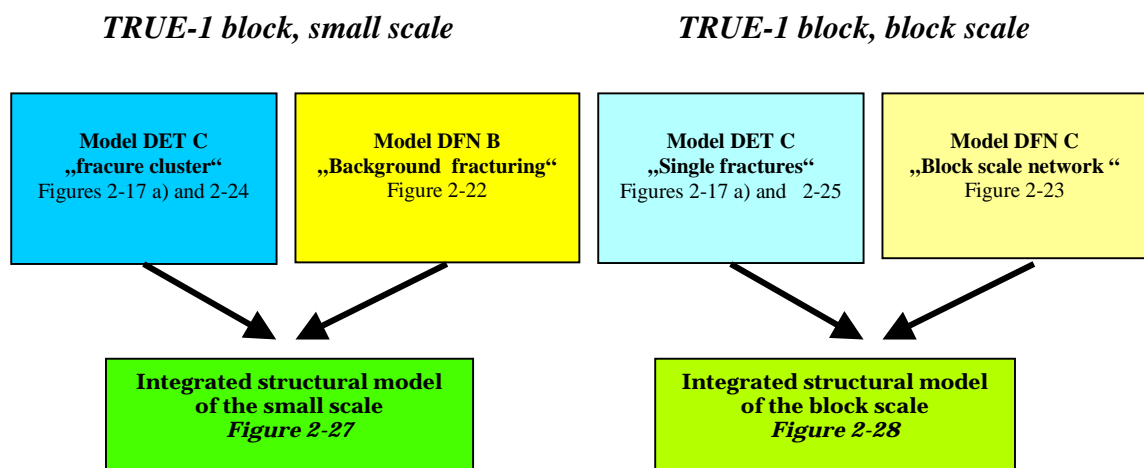 TRUE-1 block, small scale
TRUE-1 block, block scale
Model DET C
„fracure cluster“
Figures 2-17 a) and 2-24
Model DFN B
„Background fracturing“
Figure 2-22
Model DET C
„Single fractures“
Figures 2-17 a) and 2-25
Model DFN C
„Block scale network “
Figure 2-23
Integrated structural model
of the small scale
Figure 2-27
Integrated structural model
of the block scale
Figure 2-28